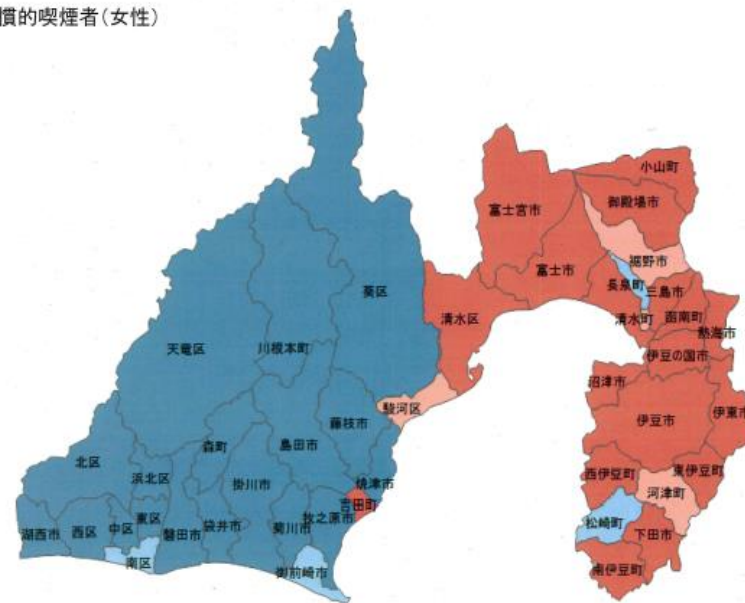 慣的喫煙者(女性)
小山町
御殿場市
富士宮市
裾野市
富士市
長泉町
三島市
葵区
清水区
清水町
函南町
熱海市
天竜区
川根本町
伊豆の国市
沼津市
駿河区
藤枝市
伊豆市
伊東市
森町
島田市
北区
浜北区
掛川市
西伊豆町
東伊豆町
焼津市
河津町
吉田町
湖西市
西区
中区
東区
磐田市
袋井市
菊川市
牧之原市
松崎町
下田市
南区
御前崎市
南伊豆町